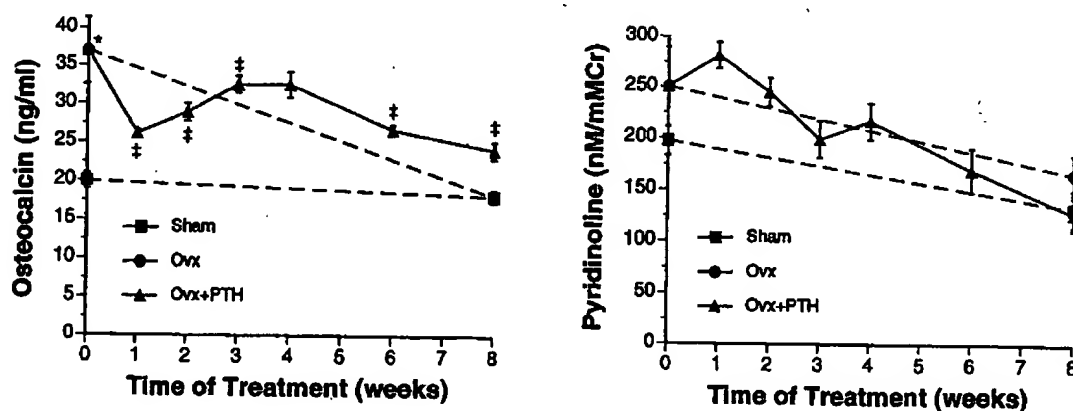 Osteocalcin (ng/ml)
40
35
30
25
20
15
10
5
0
*
‡
‡
‡
‡
‡
Sham
Ovx
Ovx+PTH
0 1 2 3 4 5 6 7 8
Time of Treatment (weeks)
Pyridinoline (nM/mMCr)
300
250
200
150
100
50
0
Sham
Ovx
Ovx+PTH
0 1 2 3 4 5 6 7 8
Time of Treatment (weeks)